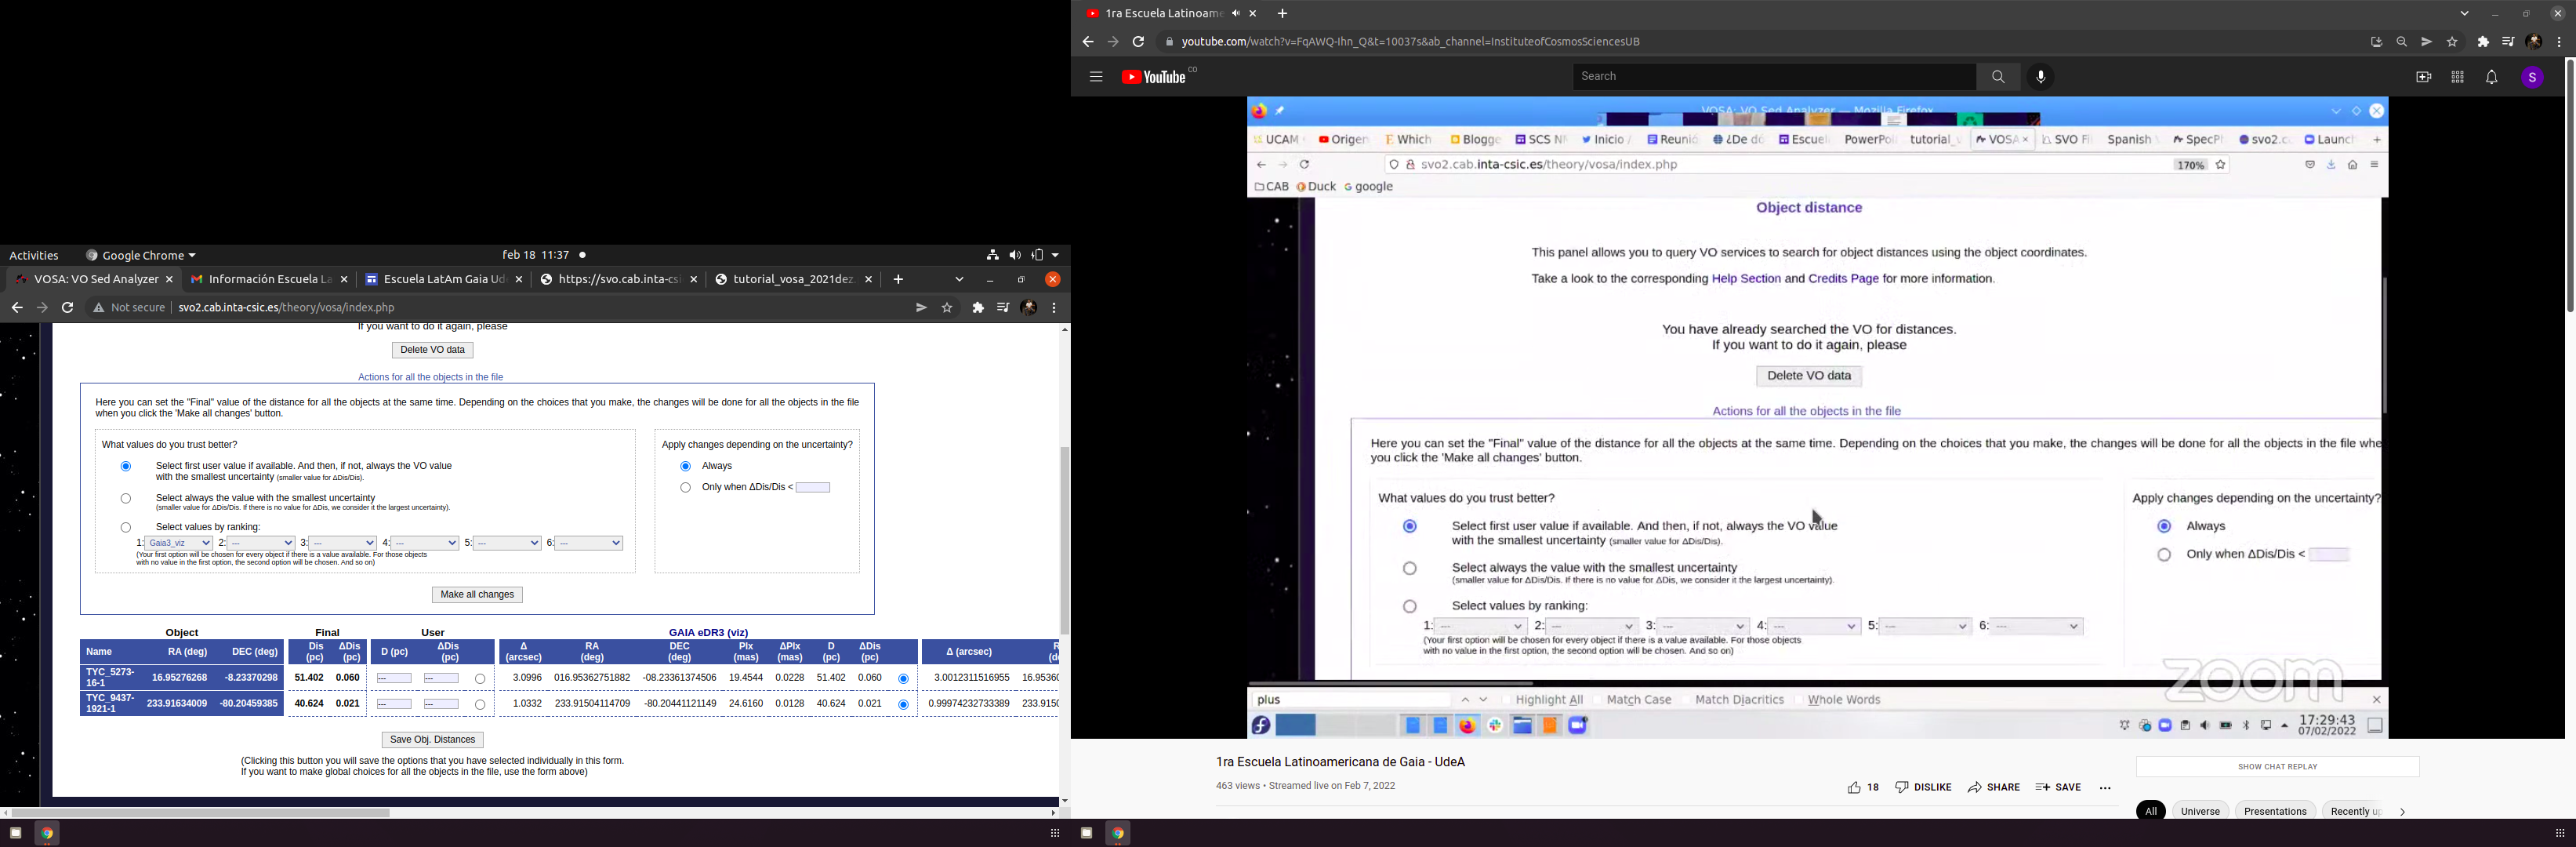 Activities
Google Chrome
feb 18 11:37
VOSA: VO Sed Analyzer
Información Escuela La
Escuela LatAm Gaia Ud
https://svo.cab.inta-csi
tutorial_vosa_2021dez.
Not secure
svo2.cab.inta-csic.es/theory/vosa/index.php
If you want to do it again, please
Delete VO data
Actions for all the objects in the file
Here you can set the "Final" value of the distance for all the objects at the same time. Depending on the choices that you make, the changes will be done for all the objects in the file
when you click the 'Make all changes' button.
What values do you trust better?
Select first user value if available. And then, if not, always the VO value
with the smallest uncertainty (smaller value for ΔDis/Dis).
Select always the value with the smallest uncertainty
(smaller value for ΔDis/Dis. If there is no value for ΔDis, we consider it the largest uncertainty).
Select values by ranking:
1: Gaia3_viz 2: --- 3: --- 4: --- 5: --- 6: ---
(Your first option will be chosen for every object if there is a value available. For those objects
with no value in the first option, the second option will be chosen. And so on)
Apply changes depending on the uncertainty?
Always
Only when ΔDis/Dis <
Make all changes
Object Final User GAIA eDR3 (viz)
Name RA (deg) DEC (deg) Dis (pc) ΔDis (pc) D (pc) ΔDis (pc) Δ (arcsec) RA (deg) DEC (deg) Plx (mas) ΔPlx (mas) D (pc) ΔDis (pc) Δ (arcsec)
TYC_5273-16-1 16.95276268 -8.23370298 51.402 0.060 --- --- 3.0996 016.95362751882 -08.23361374506 19.4544 0.0228 51.402 0.060 3.0012311516955 16.95360
TYC_9437-1921-1 233.91634009 -80.20459385 40.624 0.021 --- --- 1.0332 233.91504114709 -80.20441121149 24.6160 0.0128 40.624 0.021 0.99974232733389 233.9150
Save Obj. Distances
(Clicking this button you will save the options that you have selected individually in this form.
If you want to make global choices for all the objects in the file, use the form above)
1ra Escuela Latinoame
youtube.com/watch?v=FqAWQ-Ihn_Q&t=10037s&ab_channel=InstituteofCosmosSciencesUB
YouTube CO
Search
S
VOSA: VO Sed Analyzer — Mozilla Firefox
UCAM
Origen
Which
Blogge
SCS NF
Inicio /
Reunió
¿De dó
Escuel
PowerPoi
tutorial_v
VOSA
SVO Fi
Spanish
SpecP
svo2.c
Launch
svo2.cab.inta-csic.es/theory/vosa/index.php
170%
CAB Duck google
Object distance
This panel allows you to query VO services to search for object distances using the object coordinates.
Take a look to the corresponding Help Section and Credits Page for more information.
You have already searched the VO for distances.
If you want to do it again, please
Delete VO data
Actions for all the objects in the file
Here you can set the "Final" value of the distance for all the objects at the same time. Depending on the choices that you make, the changes will be done for all the objects in the file whe
you click the 'Make all changes' button.
What values do you trust better?
Select first user value if available. And then, if not, always the VO value
with the smallest uncertainty (smaller value for ΔDis/Dis).
Select always the value with the smallest uncertainty
(smaller value for ΔDis/Dis. If there is no value for ΔDis, we consider it the largest uncertainty).
Select values by ranking:
1: --- 2: --- 3: --- 4: --- 5: --- 6: ---
(Your first option will be chosen for every object if there is a value available. For those objects
with no value in the first option, the second option will be chosen. And so on)
Apply changes depending on the uncertainty?
Always
Only when ΔDis/Dis <
zoom
plus
Highlight All Match Case Match Diacritics Whole Words
17:29:43
07/02/2022
1ra Escuela Latinoamericana de Gaia - UdeA
463 views • Streamed live on Feb 7, 2022
18 DISLIKE SHARE SAVE
SHOW CHAT REPLAY
All Universe Presentations Recently up